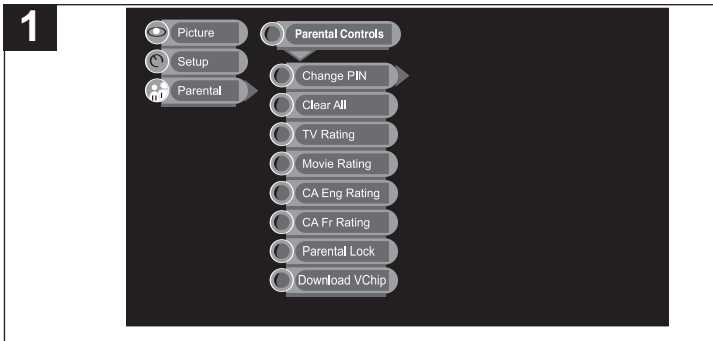 1
Picture
Setup
Parental
Parental Controls
Change PIN
Clear All
TV Rating
Movie Rating
CA Eng Rating
CA Fr Rating
Parental Lock
Download VChip